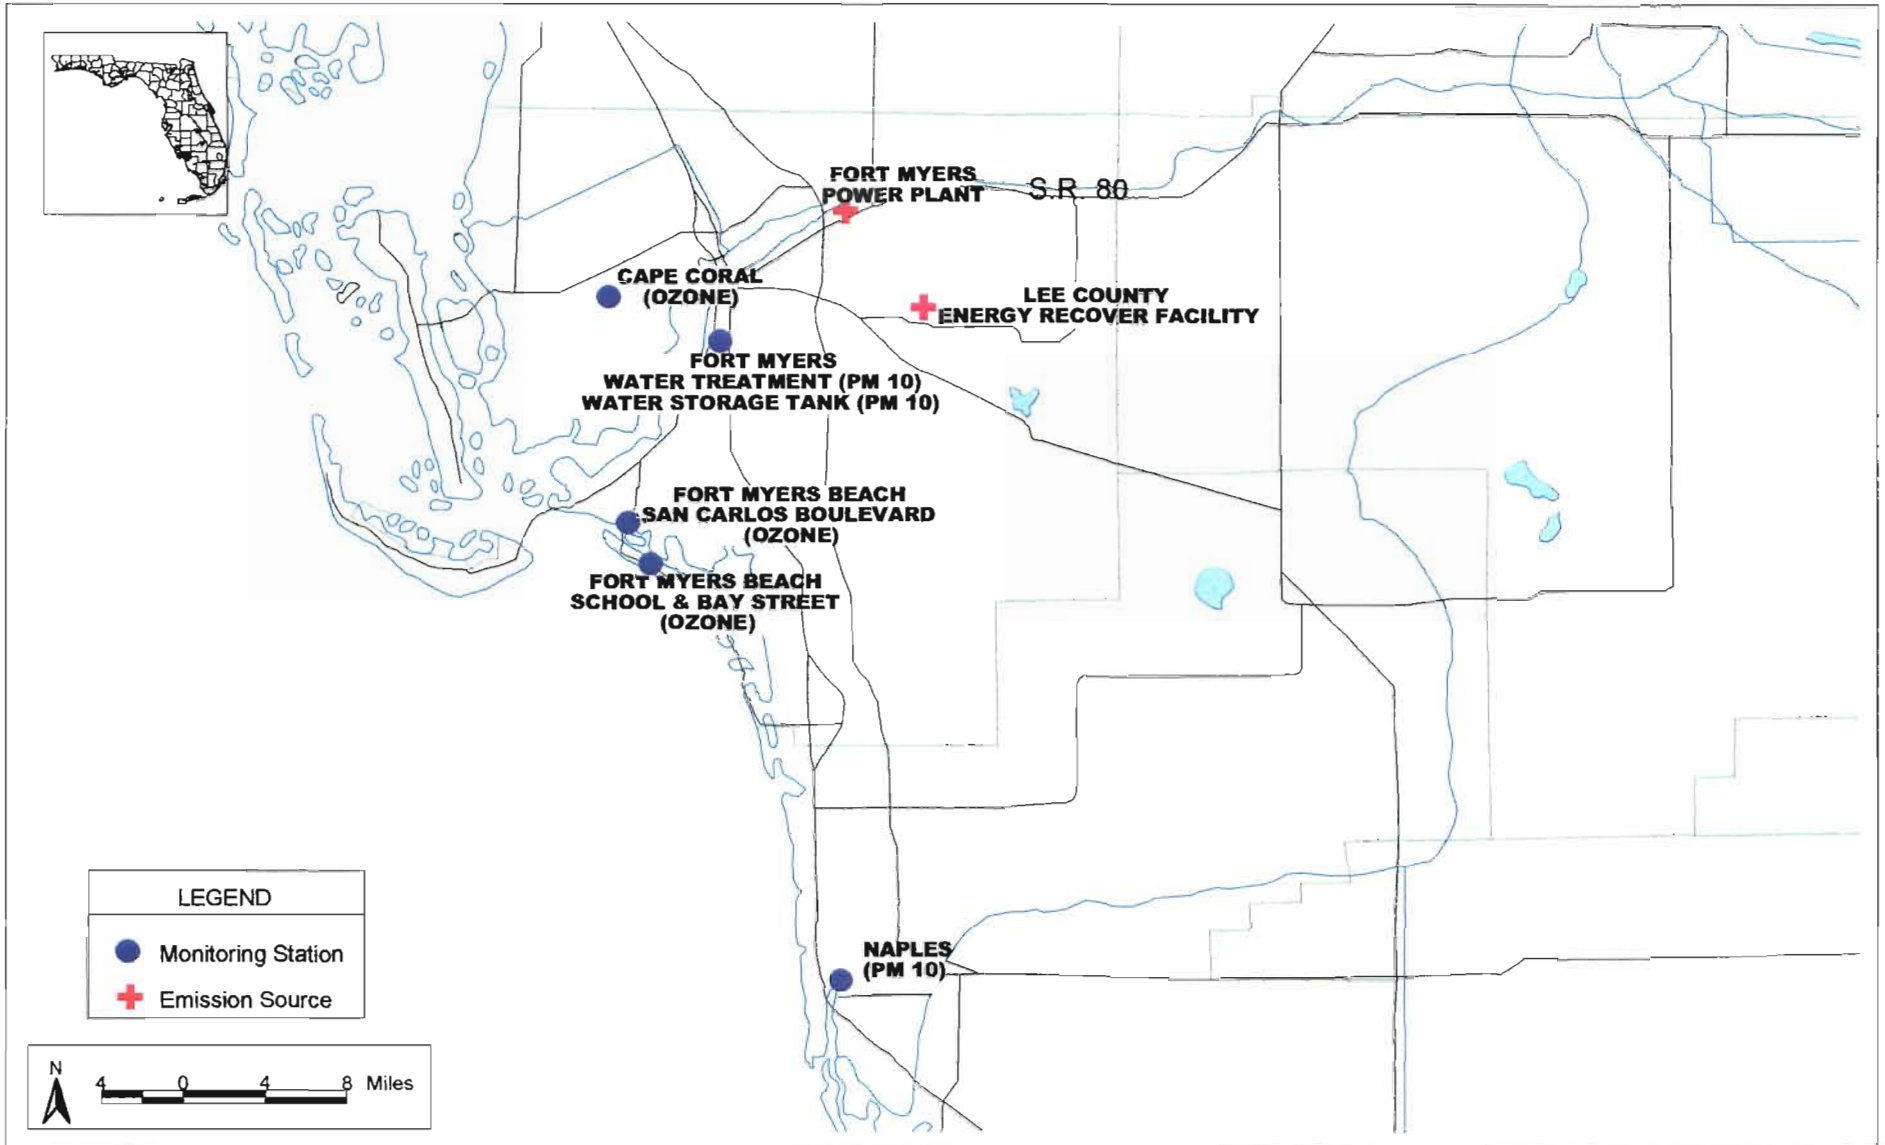 FORT MYERS
POWER PLANT
S.R. 80
CAPE CORAL
(OZONE)
LEE COUNTY
ENERGY RECOVER FACILITY
FORT MYERS
WATER TREATMENT (PM 10)
WATER STORAGE TANK (PM 10)
FORT MYERS BEACH
SAN CARLOS BOULEVARD
(OZONE)
FORT MYERS BEACH
SCHOOL & BAY STREET
(OZONE)
NAPLES
(PM 10)
LEGEND
Monitoring Station
Emission Source
N
4 0 4 8 Miles